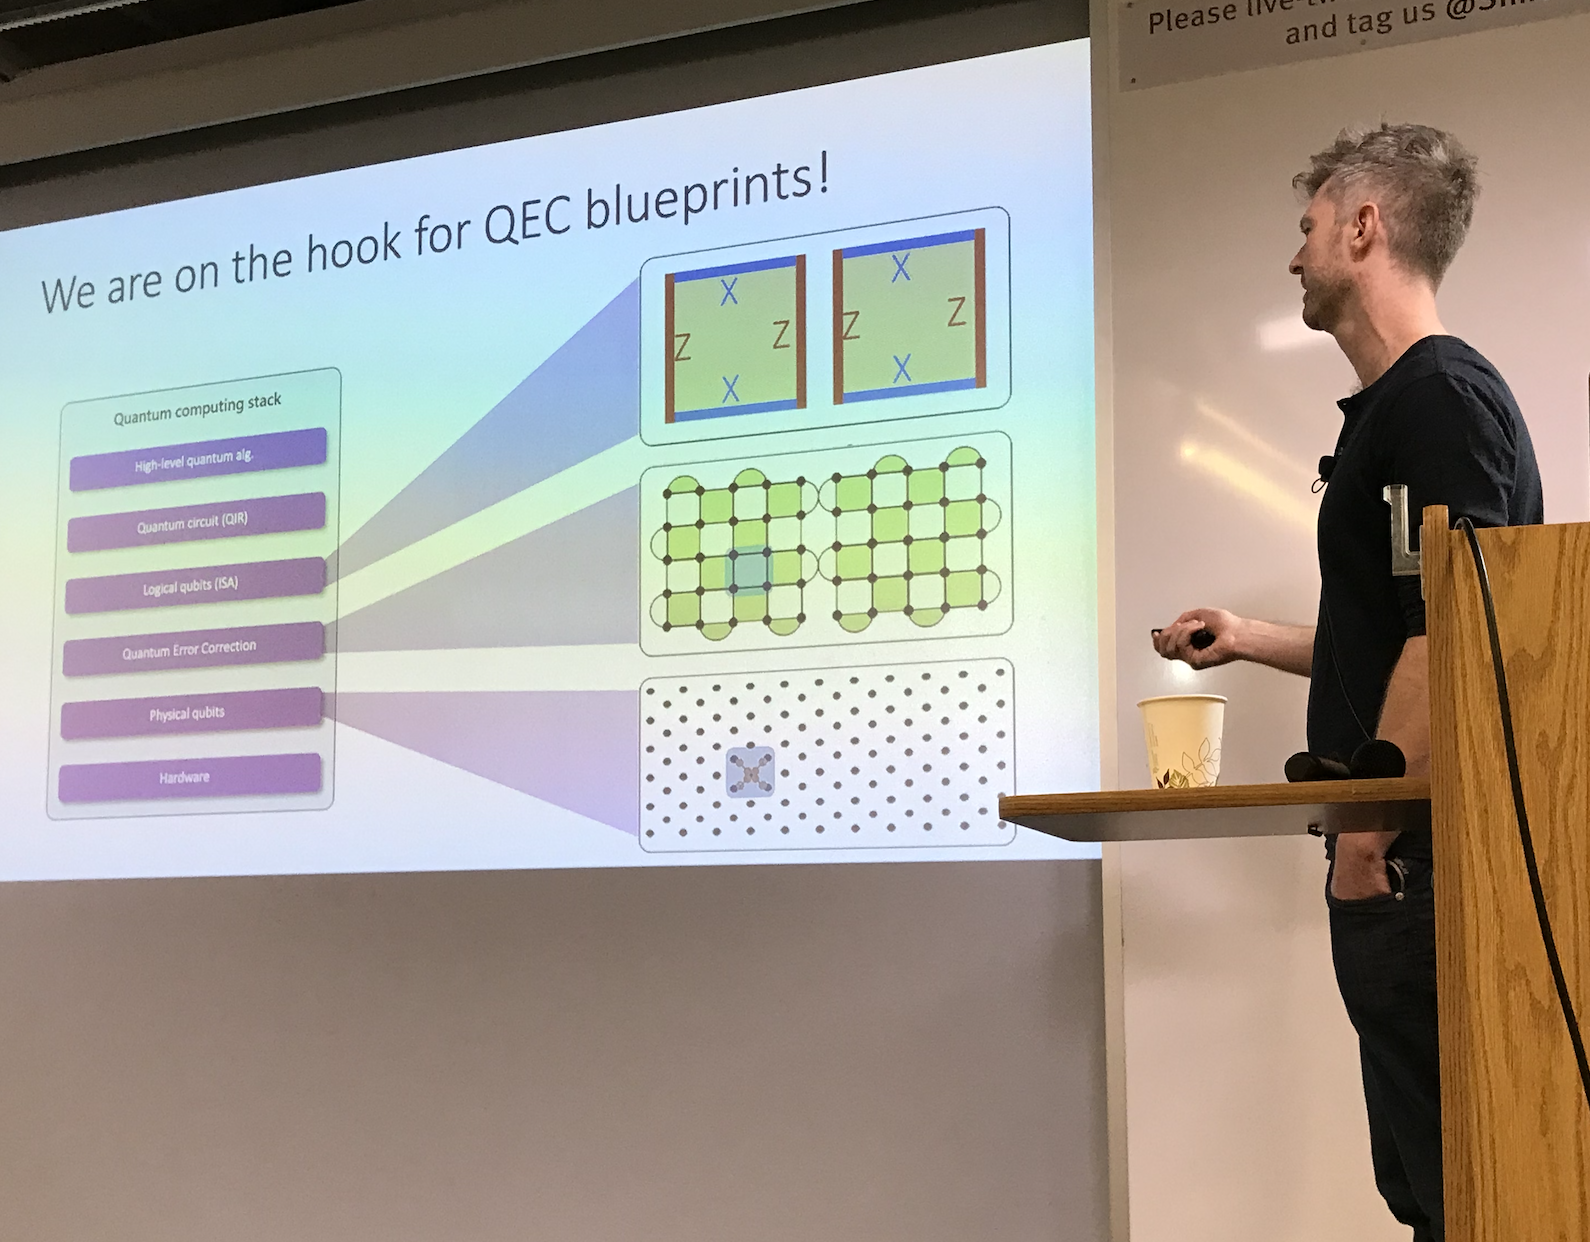 Please live
and tag us
We are on the hook for QEC blueprints!
Quantum computing stack
High-level quantum alg.
Quantum circuit (QIR)
Logical qubits (ISA)
Quantum Error Correction
Physical qubits
Hardware
X X
Z Z Z Z
X X